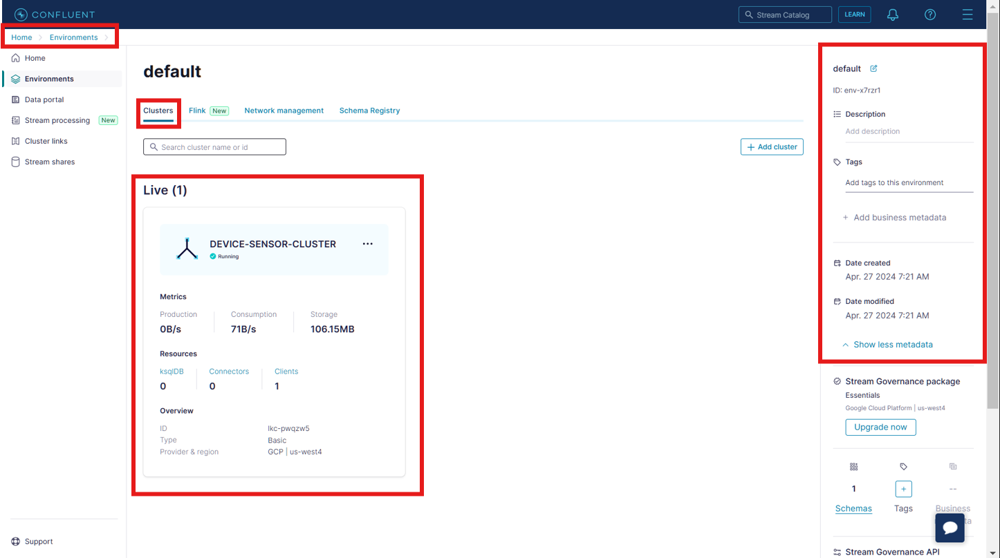 CONFLUENT
Stream Catalog
LEARN
Home
Environments
Home
Environments
Data portal
Stream processing New
Cluster links
Stream shares
Support
default
Clusters
Flink New
Network management
Schema Registry
Search cluster name or id
+ Add cluster
Live (1)
DEVICE-SENSOR-CLUSTER
Running
Metrics
Production Consumption Storage
0B/s 71B/s 106.15MB
Resources
ksqlDB Connectors Clients
0 0 1
Overview
ID lkc-pwqzw5
Type Basic
Provider & region GCP | us-west4
default
ID: env-x7rzr1
Description
Add description
Tags
Add tags to this environment
+ Add business metadata
Date created
Apr. 27 2024 7:21 AM
Date modified
Apr. 27 2024 7:21 AM
Show less metadata
Stream Governance package
Essentials
Google Cloud Platform | us-west4
Upgrade now
1 + --
Schemas Tags Business
Stream Governance API